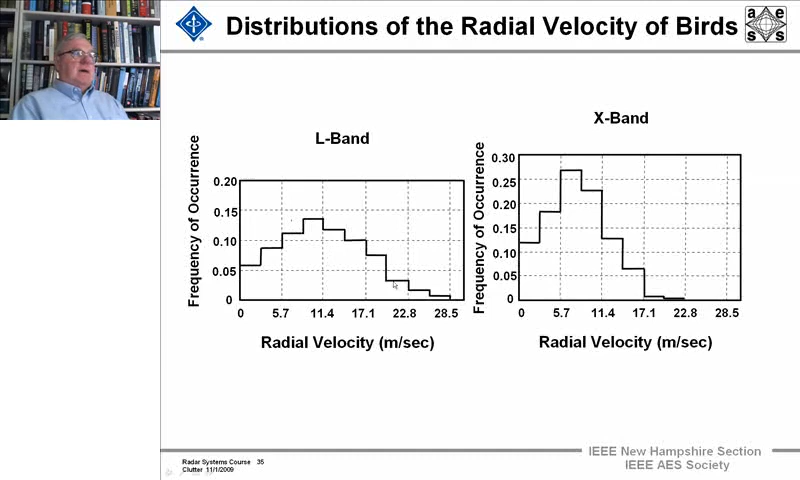 Distributions of the Radial Velocity of Birds
a e
s s
L-Band
Frequency of Occurrence
0.20
0.15
0.10
0.05
0
0 5.7 11.4 17.1 22.8 28.5
Radial Velocity (m/sec)
X-Band
Frequency of Occurrence
0.30
0.25
0.20
0.15
0.10
0.05
0
0 5.7 11.4 17.1 22.8 28.5
Radial Velocity (m/sec)
Radar Systems Course 35
Clutter 11/1/2009
IEEE New Hampshire Section
IEEE AES Society